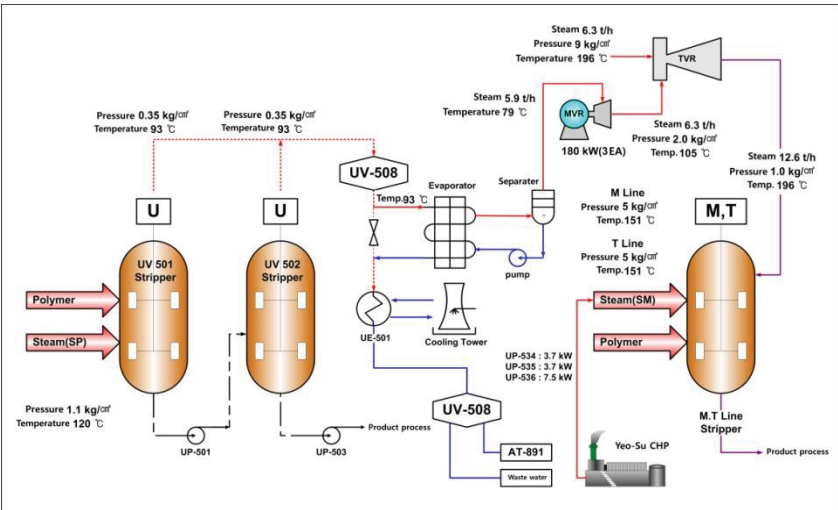 Steam 6.3 t/h
Pressure 9 kg/㎠
Temperature 196 ℃
TVR
Steam 5.9 t/h
Temperature 79 ℃
MVR
180 kW(3EA)
Steam 6.3 t/h
Pressure 2.0 kg/㎠
Temp. 105 ℃
Steam 12.6 t/h
Pressure 1.0 kg/㎠
Temp. 196 ℃
Pressure 0.35 kg/㎠
Temperature 93 ℃
Pressure 0.35 kg/㎠
Temperature 93 ℃
UV-508
Temp.93 ℃
Evaporator
Separater
pump
M Line
Pressure 5 kg/㎠
Temp.151 ℃
T Line
Pressure 5 kg/㎠
Temp.151 ℃
U
U
M,T
UV 501
Stripper
UV 502
Stripper
Polymer
Steam(SP)
Pressure 1.1 kg/㎠
Temperature 120 ℃
UE-501
Cooling Tower
Steam(SM)
Polymer
UP-534 : 3.7 kW
UP-535 : 3.7 kW
UP-536 : 7.5 kW
UV-508
AT-891
Waste water
UP-501
UP-503
Product process
Yeo-Su CHP
M.T Line
Stripper
Product process